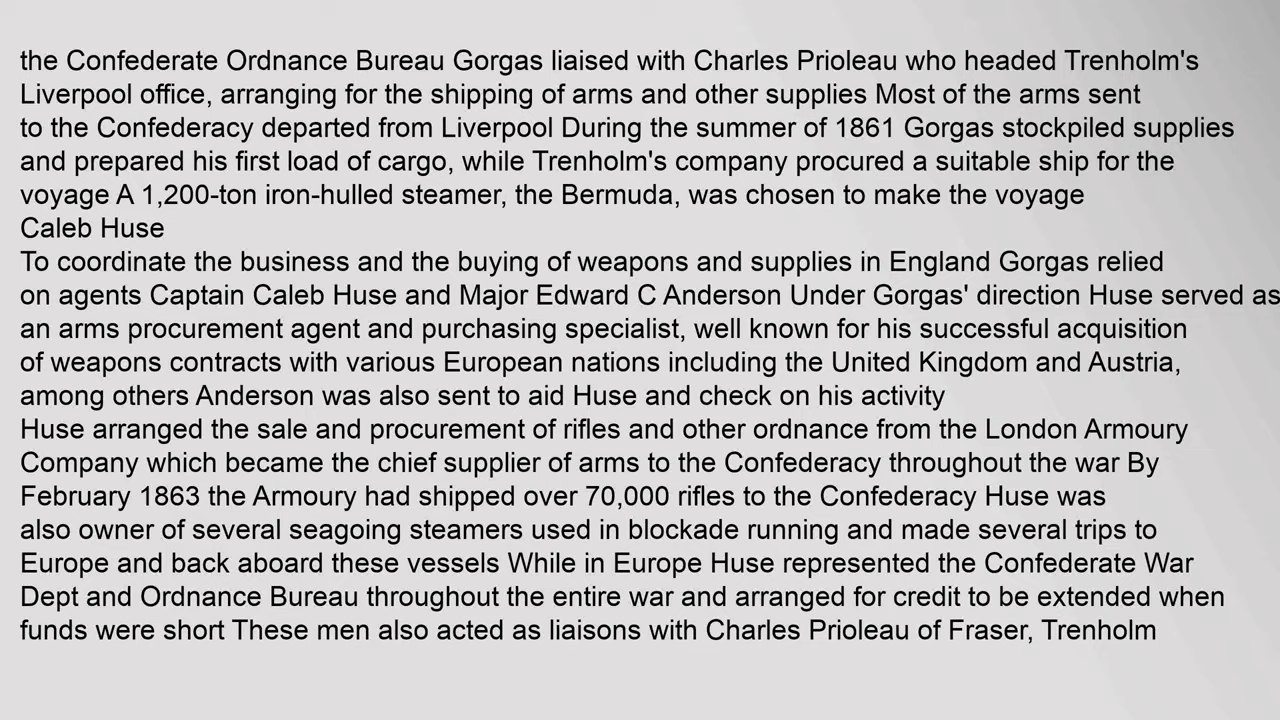 the Confederate Ordnance Bureau Gorgas liaised with Charles Prioleau who headed Trenholm's
Liverpool office, arranging for the shipping of arms and other supplies Most of the arms sent
to the Confederacy departed from Liverpool During the summer of 1861 Gorgas stockpiled supplies
and prepared his first load of cargo, while Trenholm's company procured a suitable ship for the
voyage A 1,200-ton iron-hulled steamer, the Bermuda, was chosen to make the voyage
Caleb Huse
To coordinate the business and the buying of weapons and supplies in England Gorgas relied
on agents Captain Caleb Huse and Major Edward C Anderson Under Gorgas' direction Huse served as
an arms procurement agent and purchasing specialist, well known for his successful acquisition
of weapons contracts with various European nations including the United Kingdom and Austria,
among others Anderson was also sent to aid Huse and check on his activity
Huse arranged the sale and procurement of rifles and other ordnance from the London Armoury
Company which became the chief supplier of arms to the Confederacy throughout the war By
February 1863 the Armoury had shipped over 70,000 rifles to the Confederacy Huse was
also owner of several seagoing steamers used in blockade running and made several trips to
Europe and back aboard these vessels While in Europe Huse represented the Confederate War
Dept and Ordnance Bureau throughout the entire war and arranged for credit to be extended when
funds were short These men also acted as liaisons with Charles Prioleau of Fraser, Trenholm